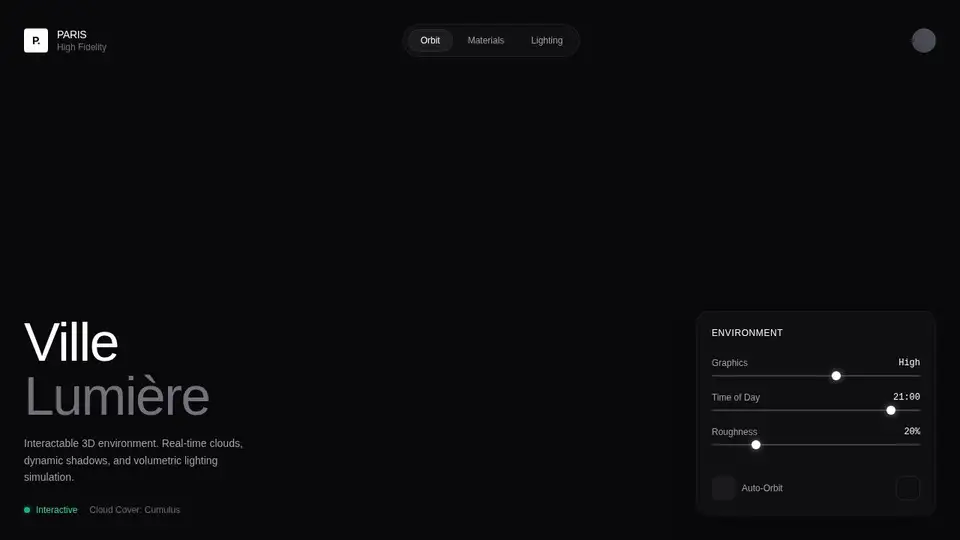 P.
PARIS
High Fidelity
Orbit
Materials
Lighting
Ville
Lumière
Interactable 3D environment. Real-time clouds,
dynamic shadows, and volumetric lighting
simulation.
Interactive
Cloud Cover: Cumulus
ENVIRONMENT
Graphics
High
Time of Day
21:00
Roughness
20%
Auto-Orbit